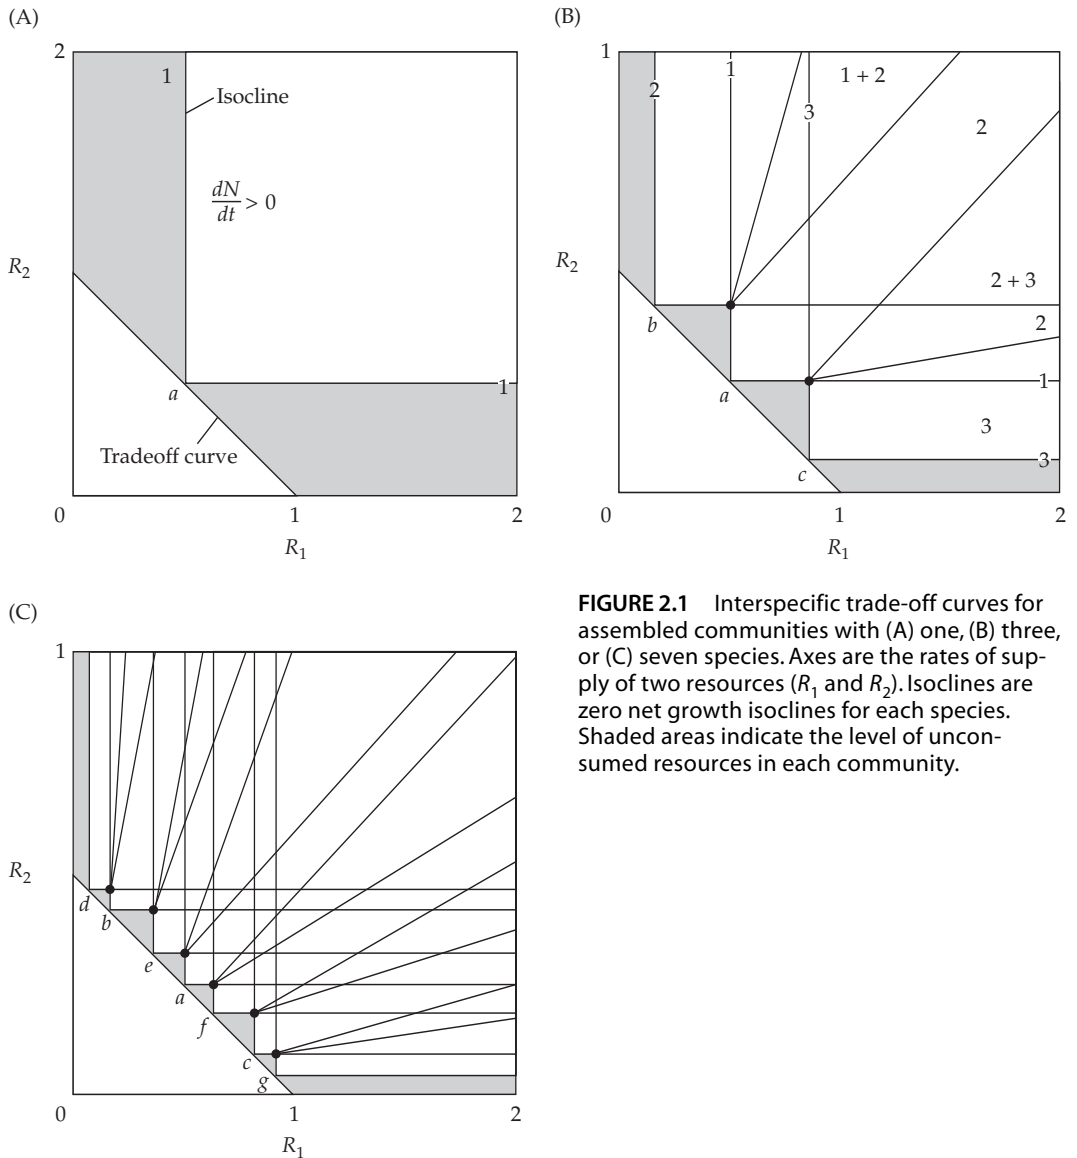 (A)
2
1
Isocline
dN
dt
> 0
R2
a
1
Tradeoff curve
0
1
2
R1
(B)
1
2
1
3
1 + 2
2
R2
2 + 3
b
2
a
1
3
c
3
0
1
2
R1
(C)
1
R2
d
b
e
a
f
c
g
0
1
2
R1
FIGURE 2.1 Interspecific trade-off curves for
assembled communities with (A) one, (B) three,
or (C) seven species. Axes are the rates of sup-
ply of two resources (R1 and R2). Isoclines are
zero net growth isoclines for each species.
Shaded areas indicate the level of uncon-
sumed resources in each community.